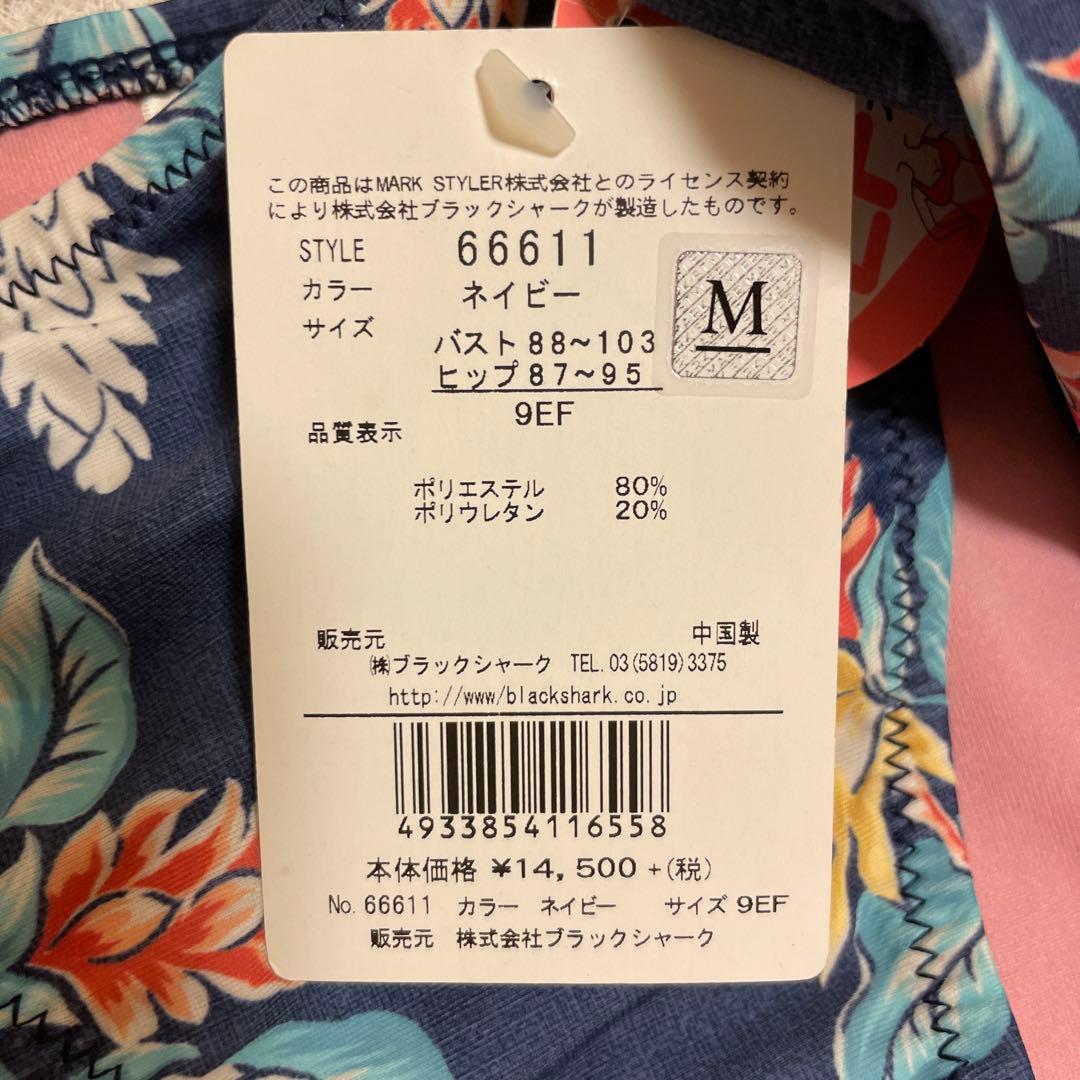 この商品はMARK STYLER株式会社とのライセンス契約
により株式会社ブラックシャークが製造したものです。
STYLE 66611
カラー ネイビー
サイズ バスト88~103
ヒップ87~95
9EF
M
品質表示
ポリエステル 80%
ポリウレタン 20%
販売元 中国製
㈱ブラックシャーク TEL.03(5819)3375
http://www/blackshark.co.jp
4933854116558
本体価格 ¥14,500 +(税)
No.66611 カラー ネイビー サイズ 9EF
販売元 株式会社ブラックシャーク